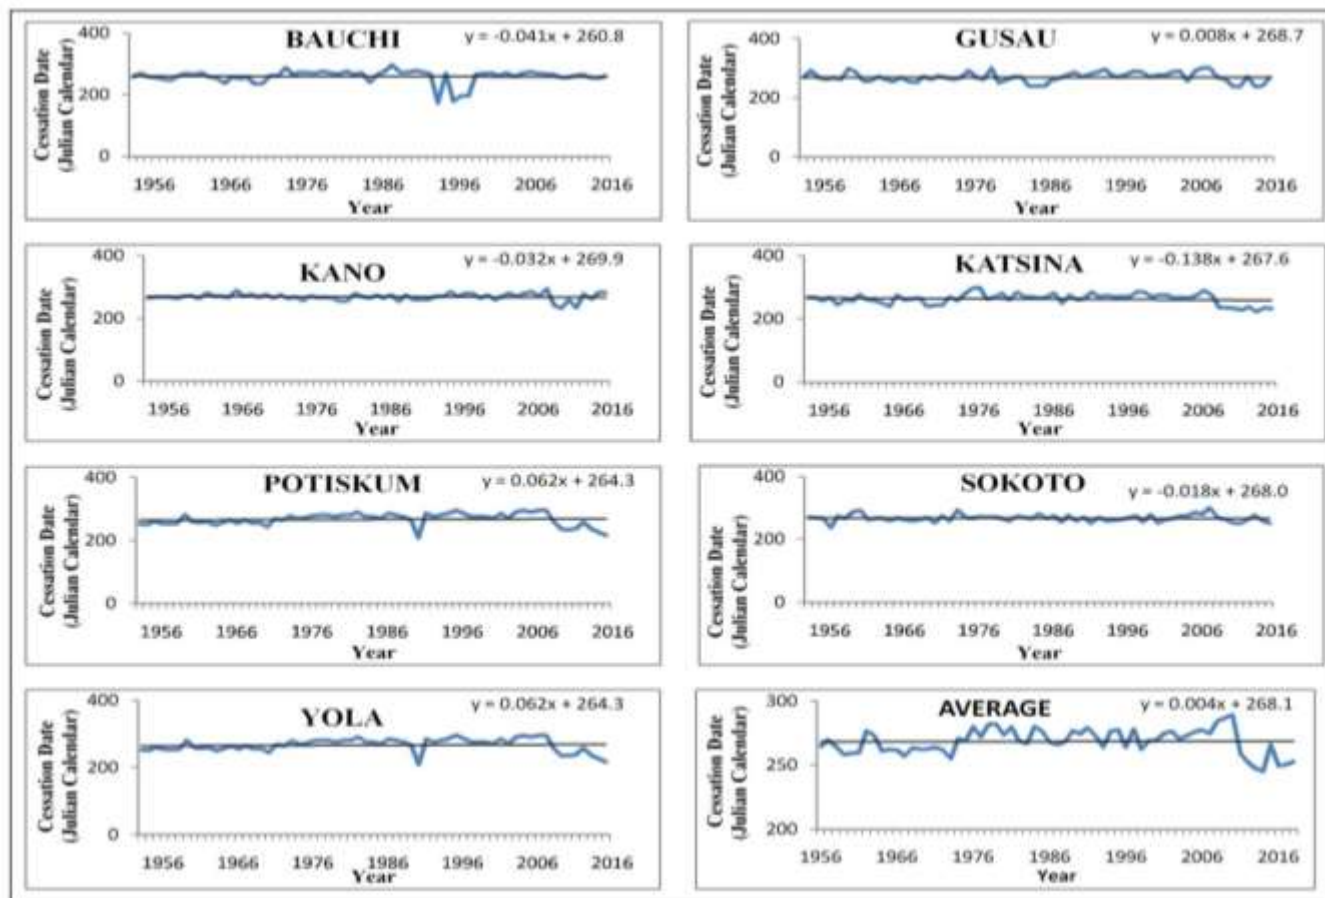 BAUCHI
y = -0.041x + 260.8
Cessation Date
(Julian Calendar)
400
200
0
1956 1966 1976 1986 1996 2006 2016
Year
GUSAU
y = 0.008x + 268.7
Cessation Date
(Julian Calendar)
400
200
0
1956 1966 1976 1986 1996 2006 2016
Year
KANO
y = -0.032x + 269.9
Cessation Date
(Julian Calendar)
400
200
0
1956 1966 1976 1986 1996 2006 2016
Year
KATSINA
y = -0.138x + 267.6
Cessation Date
(Julian Calendar)
400
200
0
1956 1966 1976 1986 1996 2006 2016
Year
POTISKUM
y = 0.062x + 264.3
Cessation Date
(Julian Calendar)
400
200
0
1956 1966 1976 1986 1996 2006 2016
Year
SOKOTO
y = -0.018x + 268.0
Cessation Date
(Julian Calendar)
400
200
0
1956 1966 1976 1986 1996 2006 2016
Year
YOLA
y = 0.062x + 264.3
Cessation Date
(Julian Calendar)
400
200
0
1956 1966 1976 1986 1996 2006 2016
Year
AVERAGE
y = 0.004x + 268.1
Cessation Date
(Julian Calendar)
300
250
200
1956 1966 1976 1986 1996 2006 2016
Year